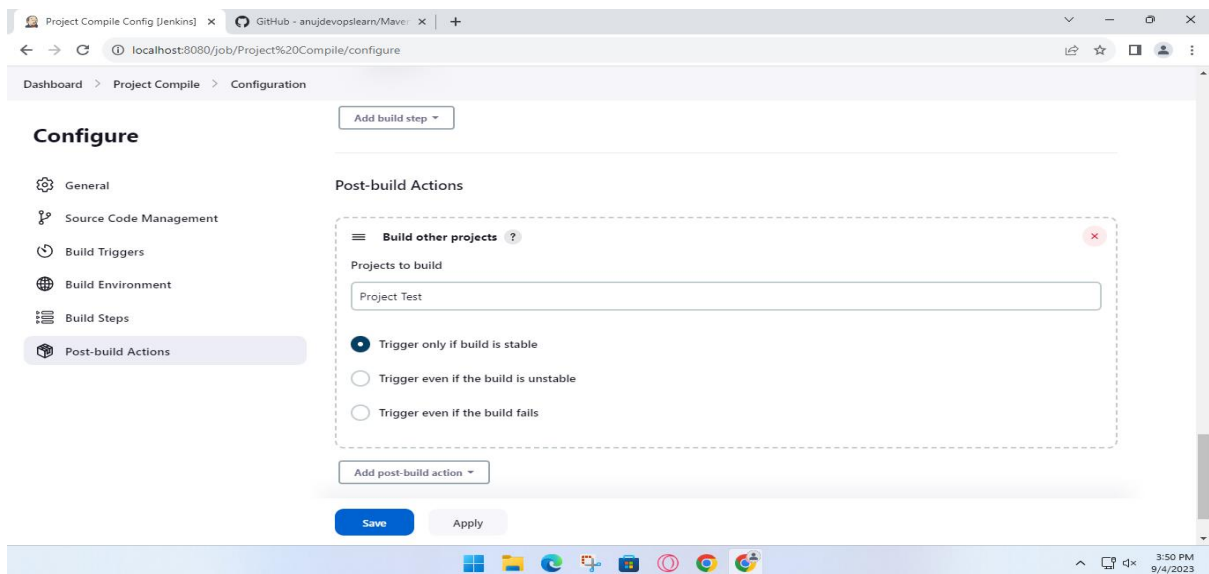 Project Compile Config [Jenkins]
GitHub - anujdevopslearn/Maven
localhost:8080/job/Project%20Compile/configure
Dashboard > Project Compile > Configuration
Configure
General
Source Code Management
Build Triggers
Build Environment
Build Steps
Post-build Actions
Add build step
Post-build Actions
Build other projects ?
Projects to build
Project Test
Trigger only if build is stable
Trigger even if the build is unstable
Trigger even if the build fails
Add post-build action
Save Apply
3:50 PM
9/4/2023